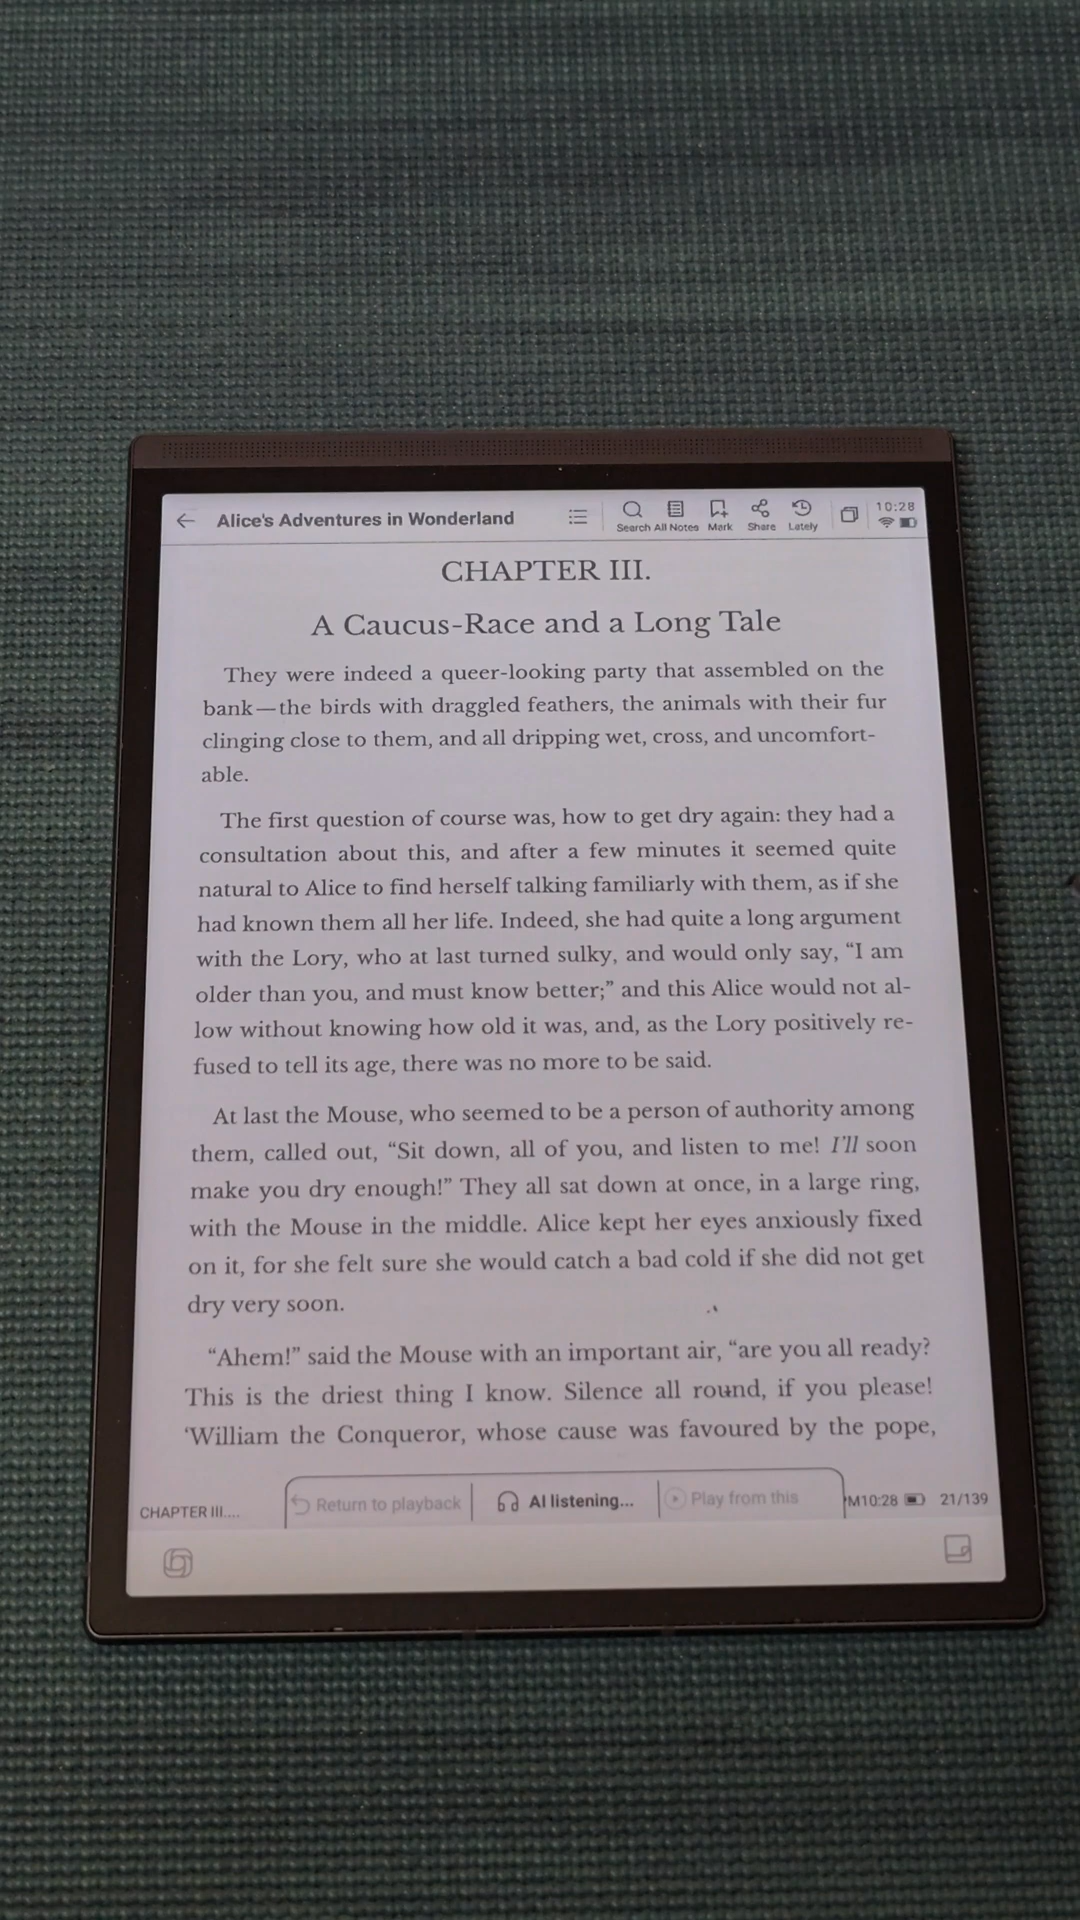 Alice's Adventures in Wonderland
Search All Notes Mark Share Lately
10:28
CHAPTER III.
A Caucus-Race and a Long Tale
They were indeed a queer-looking party that assembled on the
bank—the birds with draggled feathers, the animals with their fur
clinging close to them, and all dripping wet, cross, and uncomfort-
able.
The first question of course was, how to get dry again: they had a
consultation about this, and after a few minutes it seemed quite
natural to Alice to find herself talking familiarly with them, as if she
had known them all her life. Indeed, she had quite a long argument
with the Lory, who at last turned sulky, and would only say, “I am
older than you, and must know better;” and this Alice would not al-
low without knowing how old it was, and, as the Lory positively re-
fused to tell its age, there was no more to be said.
At last the Mouse, who seemed to be a person of authority among
them, called out, “Sit down, all of you, and listen to me! I’ll soon
make you dry enough!” They all sat down at once, in a large ring,
with the Mouse in the middle. Alice kept her eyes anxiously fixed
on it, for she felt sure she would catch a bad cold if she did not get
dry very soon.
“Ahem!” said the Mouse with an important air, “are you all ready?
This is the driest thing I know. Silence all round, if you please!
‘William the Conqueror, whose cause was favoured by the pope,
CHAPTER III.... Return to playback AI listening... Play from this M10:28 21/139